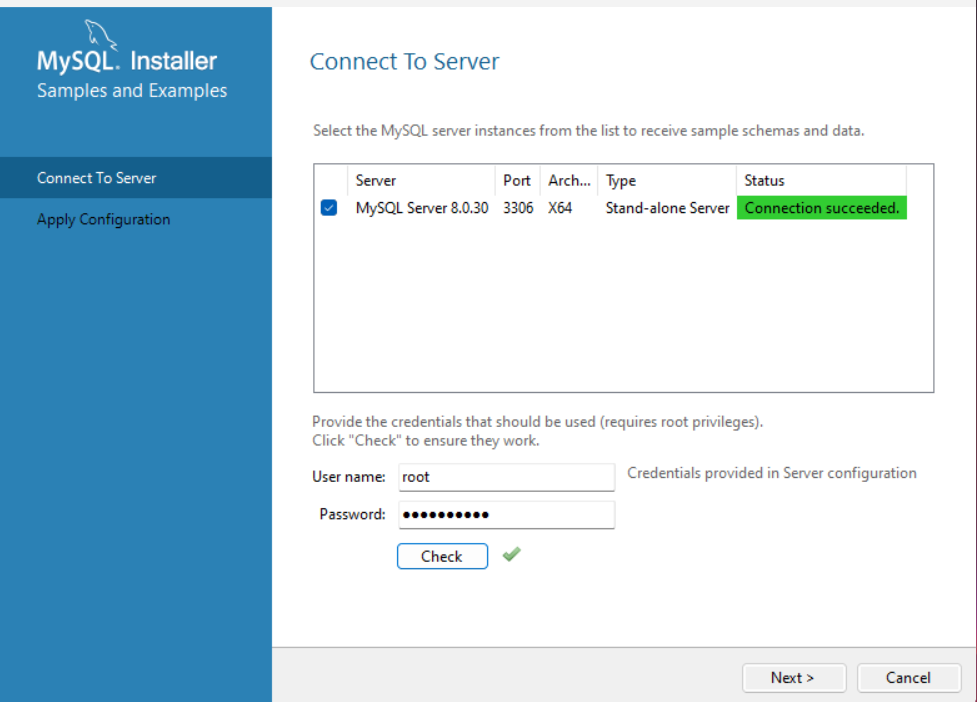 MySQL. Installer
Samples and Examples
Connect To Server
Apply Configuration
Connect To Server
Select the MySQL server instances from the list to receive sample schemas and data.
Server Port Arch... Type Status
MySQL Server 8.0.30 3306 X64 Stand-alone Server Connection succeeded.
Provide the credentials that should be used (requires root privileges).
Click "Check" to ensure they work.
User name: root Credentials provided in Server configuration
Password: ●●●●●●●●●●
Check
Next > Cancel